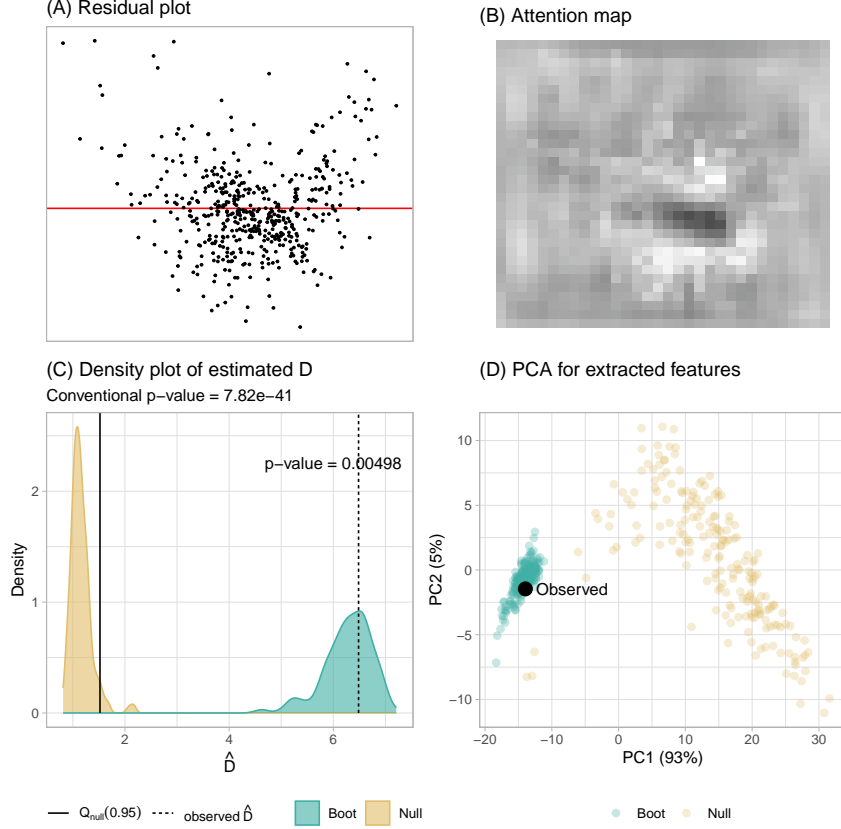 (A) Residual plot
(B) Attention map
(C) Density plot of estimated D
Conventional p−value = 7.82e−41
p−value = 0.00498
Density
0
1
2
2
4
6
D̂
Q_null(0.95)
observed D̂
Boot
Null
(D) PCA for extracted features
Observed
PC2 (5%)
10
5
0
−5
−10
−20
−10
0
10
20
30
PC1 (93%)
Boot
Null